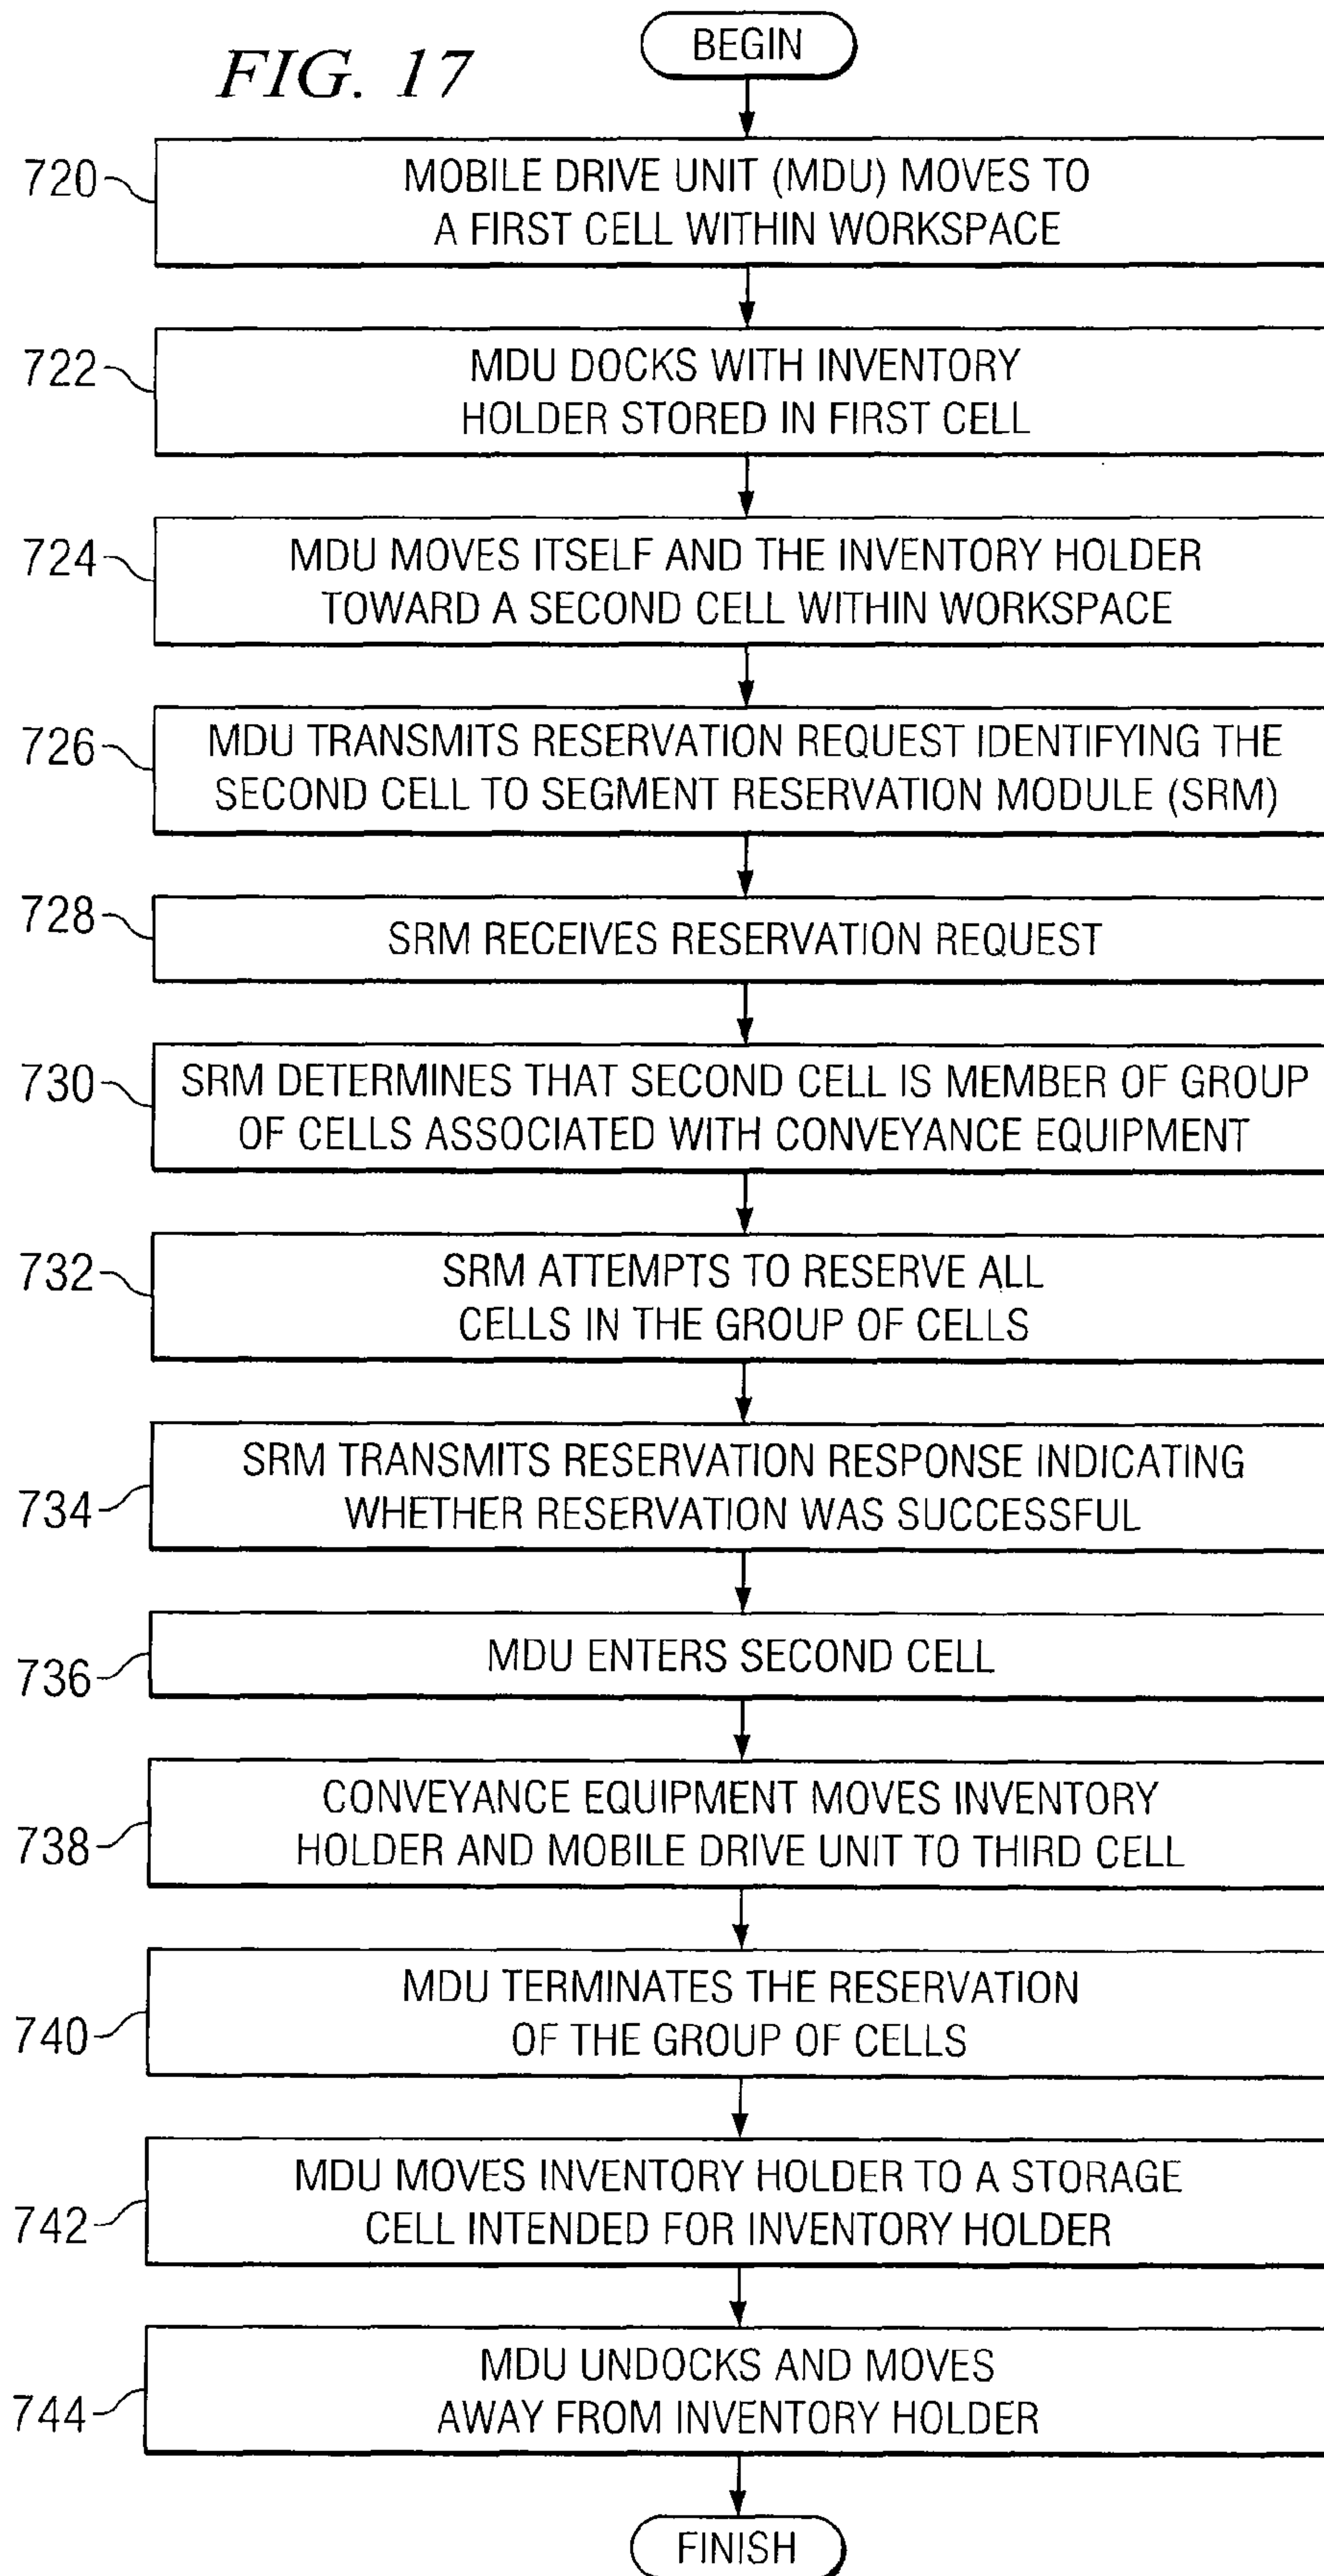 FIG. 17
BEGIN
720
MOBILE DRIVE UNIT (MDU) MOVES TO
A FIRST CELL WITHIN WORKSPACE
722
MDU DOCKS WITH INVENTORY
HOLDER STORED IN FIRST CELL
724
MDU MOVES ITSELF AND THE INVENTORY HOLDER
TOWARD A SECOND CELL WITHIN WORKSPACE
726
MDU TRANSMITS RESERVATION REQUEST IDENTIFYING THE
SECOND CELL TO SEGMENT RESERVATION MODULE (SRM)
728
SRM RECEIVES RESERVATION REQUEST
730
SRM DETERMINES THAT SECOND CELL IS MEMBER OF GROUP
OF CELLS ASSOCIATED WITH CONVEYANCE EQUIPMENT
732
SRM ATTEMPTS TO RESERVE ALL
CELLS IN THE GROUP OF CELLS
734
SRM TRANSMITS RESERVATION RESPONSE INDICATING
WHETHER RESERVATION WAS SUCCESSFUL
736
MDU ENTERS SECOND CELL
738
CONVEYANCE EQUIPMENT MOVES INVENTORY
HOLDER AND MOBILE DRIVE UNIT TO THIRD CELL
740
MDU TERMINATES THE RESERVATION
OF THE GROUP OF CELLS
742
MDU MOVES INVENTORY HOLDER TO A STORAGE
CELL INTENDED FOR INVENTORY HOLDER
744
MDU UNDOCKS AND MOVES
AWAY FROM INVENTORY HOLDER
FINISH